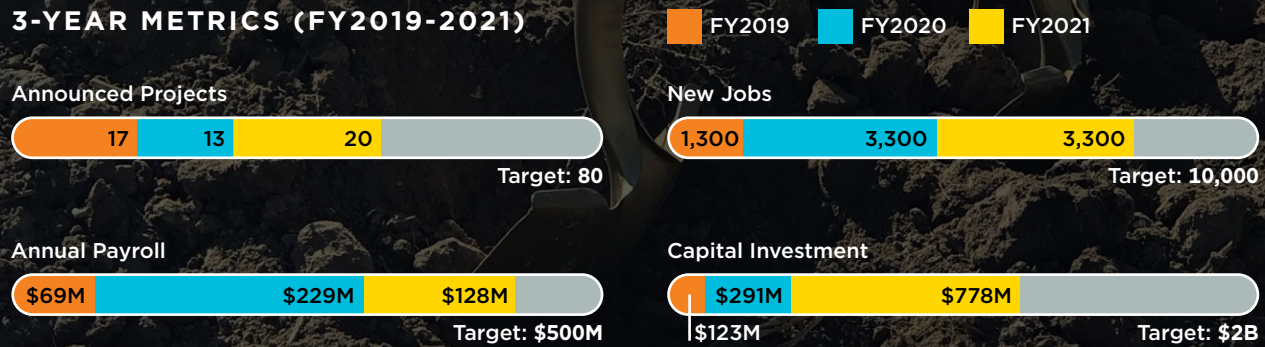 3-YEAR METRICS (FY2019-2021)
FY2019 FY2020 FY2021
Announced Projects
17 13 20
Target: 80
New Jobs
1,300 3,300 3,300
Target: 10,000
Annual Payroll
$69M $229M $128M
Target: $500M
Capital Investment
$291M $778M
$123M
Target: $2B